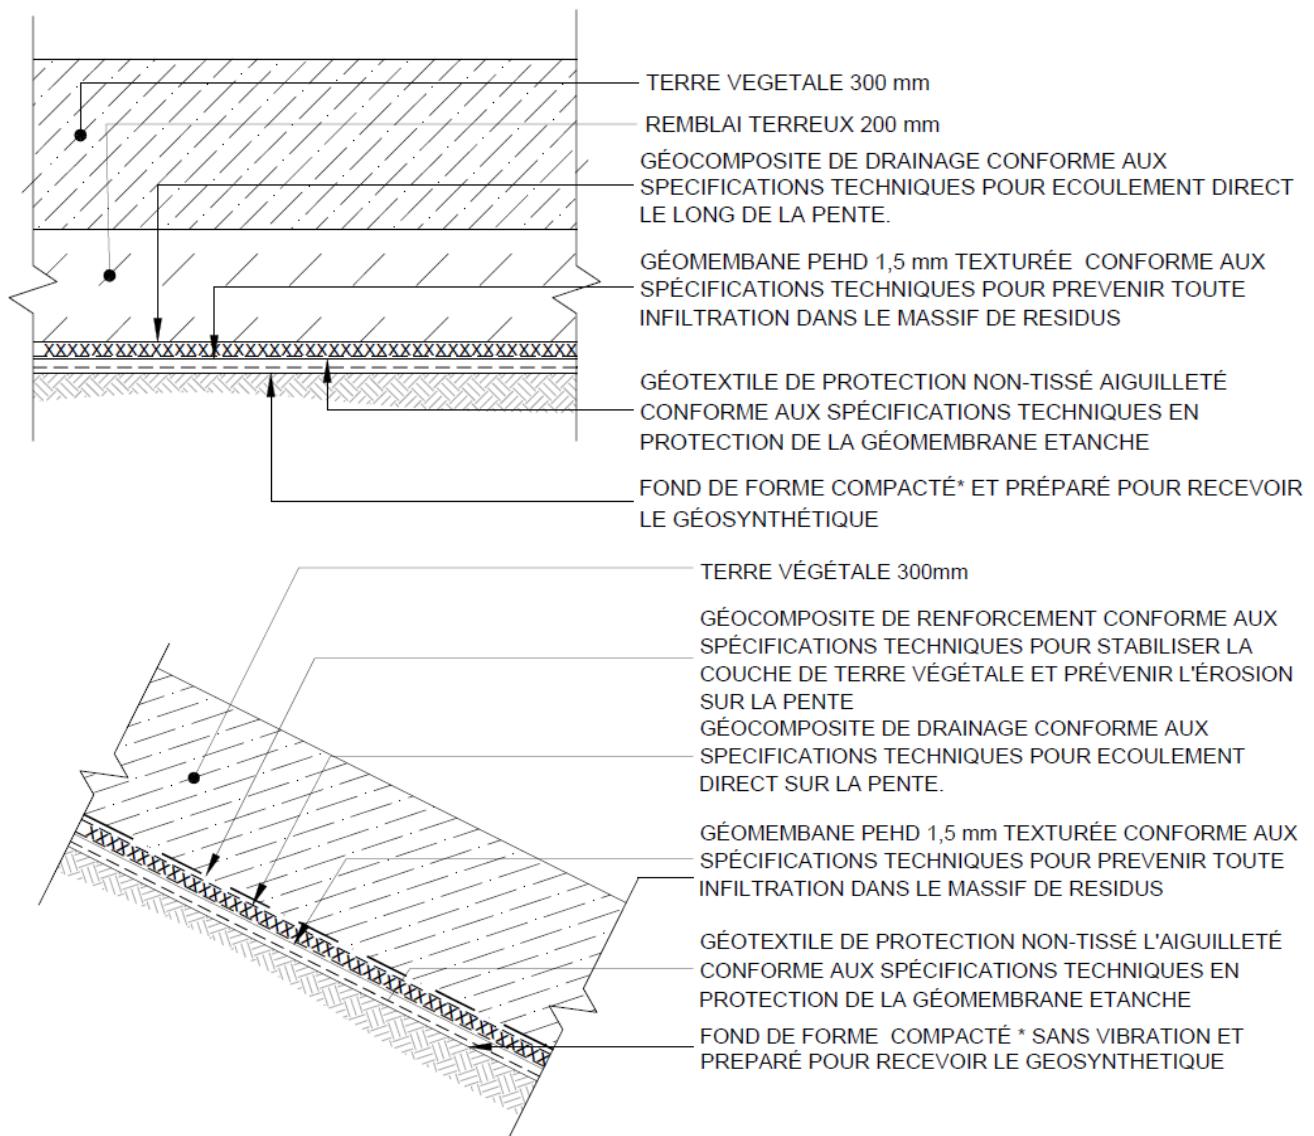 TERRE VEGETALE 300 mm
REMBLAI TERREUX 200 mm
GÉOCOMPOSITE DE DRAINAGE CONFORME AUX
SPECIFICATIONS TECHNIQUES POUR ECOULEMENT DIRECT
LE LONG DE LA PENTE.
GÉOMEMBANE PEHD 1,5 mm TEXTURÉE CONFORME AUX
SPÉCIFICATIONS TECHNIQUES POUR PREVENIR TOUTE
INFILTRATION DANS LE MASSIF DE RESIDUS
GÉOTEXTILE DE PROTECTION NON-TISSÉ AIGUILLETÉ
CONFORME AUX SPÉCIFICATIONS TECHNIQUES EN
PROTECTION DE LA GÉOMEMBRANE ETANCHE
FOND DE FORME COMPACTÉ* ET PRÉPARÉ POUR RECEVOIR
LE GÉOSYNTHÉTIQUE
TERRE VÉGÉTALE 300mm
GÉOCOMPOSITE DE RENFORCEMENT CONFORME AUX
SPÉCIFICATIONS TECHNIQUES POUR STABILISER LA
COUCHE DE TERRE VÉGÉTALE ET PRÉVENIR L'ÉROSION
SUR LA PENTE
GÉOCOMPOSITE DE DRAINAGE CONFORME AUX
SPECIFICATIONS TECHNIQUES POUR ECOULEMENT
DIRECT SUR LA PENTE.
GÉOMEMBANE PEHD 1,5 mm TEXTURÉE CONFORME AUX
SPÉCIFICATIONS TECHNIQUES POUR PREVENIR TOUTE
INFILTRATION DANS LE MASSIF DE RESIDUS
GÉOTEXTILE DE PROTECTION NON-TISSÉ L'AIGUILLETÉ
CONFORME AUX SPÉCIFICATIONS TECHNIQUES EN
PROTECTION DE LA GÉOMEMBRANE ETANCHE
FOND DE FORME COMPACTÉ * SANS VIBRATION ET
PREPARÉ POUR RECEVOIR LE GEOSYNTHETIQUE